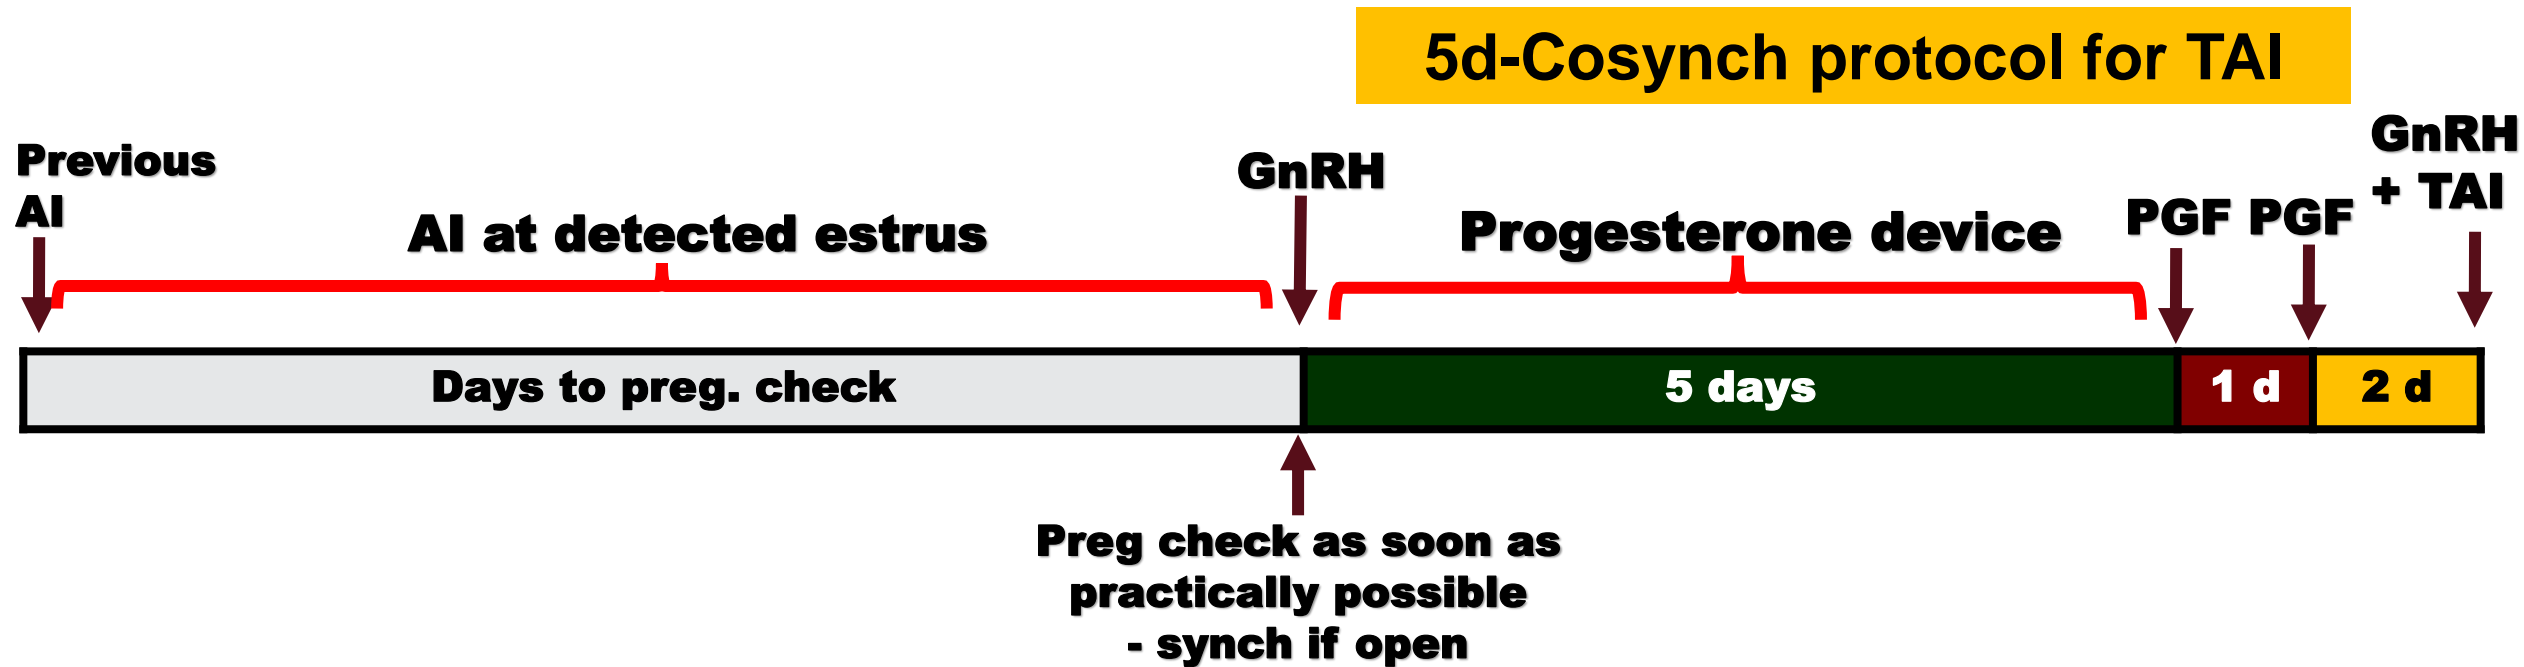 5d-Cosynch protocol for TAI
Previous
AI
AI at detected estrus
GnRH
Progesterone device
PGF PGF
GnRH
+ TAI
Days to preg. check
5 days
1 d
2 d
Preg check as soon as
practically possible
- synch if open